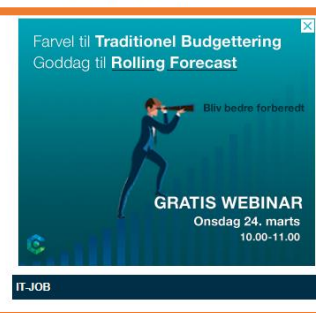 Farvel til Traditionel Budgettering
Goddag til Rolling Forecast
Bliv bedre forberedt
GRATIS WEBINAR
Onsdag 24. marts
10.00-11.00
IT-JOB